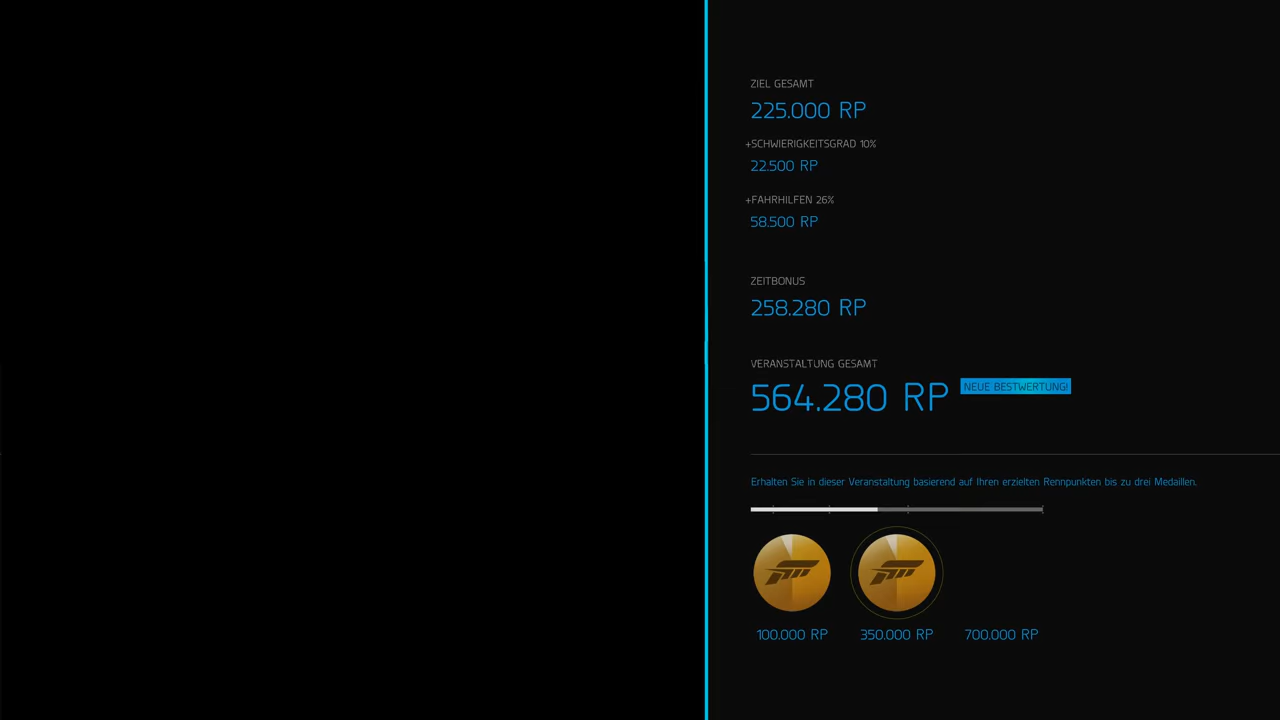 ZIEL GESAMT
225.000 RP
+SCHWIERIGKEITSGRAD 10%
22.500 RP
+FAHRHILFEN 26%
58.500 RP
ZEITBONUS
258.280 RP
VERANSTALTUNG GESAMT
564.280 RP NEUE BESTWERTUNG!
Erhalten Sie in dieser Veranstaltung basierend auf Ihren erzielten Rennpunkten bis zu drei Medaillen.
100.000 RP 350.000 RP 700.000 RP